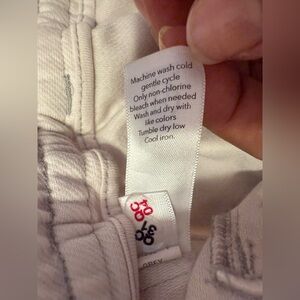 Machine wash cold
gentle cycle
Only non-chlorine
bleach when needed
Wash and dry with
like colors
Tumble dry low
Cool iron.
GREY